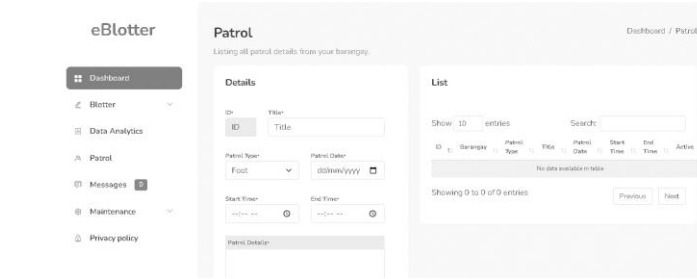 eBlotter
Dashboard
Blotter
Data Analytics
Patrol
Messages 0
Maintenance
Privacy policy
Patrol
Dashboard / Patrol
Listing all patrol details from your barangay.
Details
ID* Title*
ID Title
Patrol Type* Patrol Date*
Foot dd/mm/yyyy
Start Time* End Time*
--:-- -- --:-- --
Patrol Details*
List
Show 10 entries Search:
ID Barangay Patrol Type Title Patrol Date Start Time End Time Active
No data available in table
Showing 0 to 0 of 0 entries
Previous Next